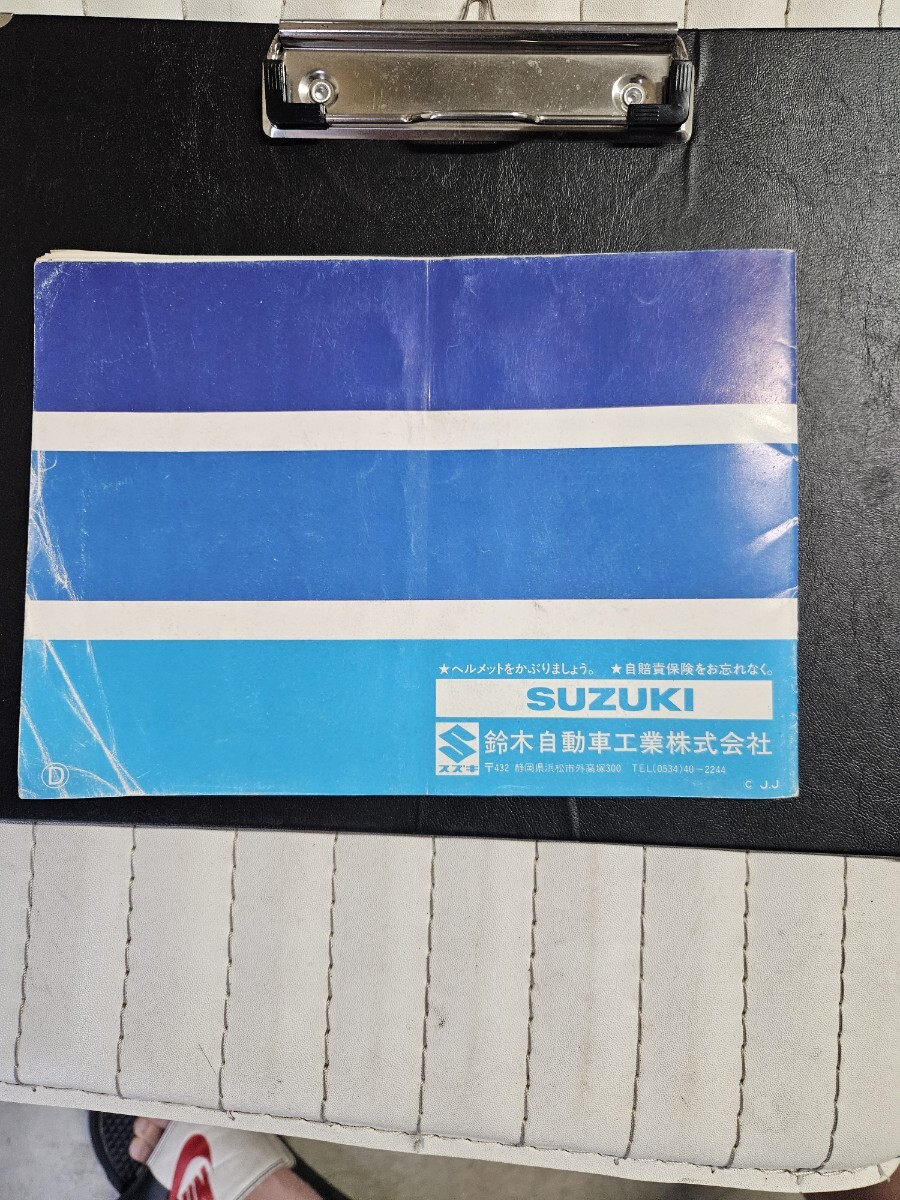 ★ヘルメットをかぶりましょう。 ★自賠責保険をお忘れなく。
SUZUKI
スズキ 鈴木自動車工業株式会社
〒432 静岡県浜松市外高塚300 TEL(0534)40-2244
D
C J.J